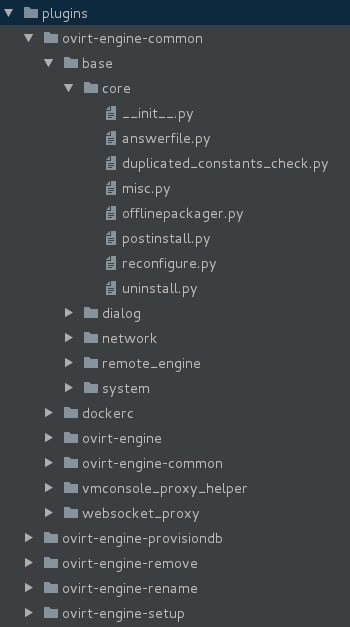 plugins
ovirt-engine-common
base
core
__init__.py
answerfile.py
duplicated_constants_check.py
misc.py
offlinepackager.py
postinstall.py
reconfigure.py
uninstall.py
dialog
network
remote_engine
system
dockerc
ovirt-engine
ovirt-engine-common
vmconsole_proxy_helper
websocket_proxy
ovirt-engine-provisiondb
ovirt-engine-remove
ovirt-engine-rename
ovirt-engine-setup